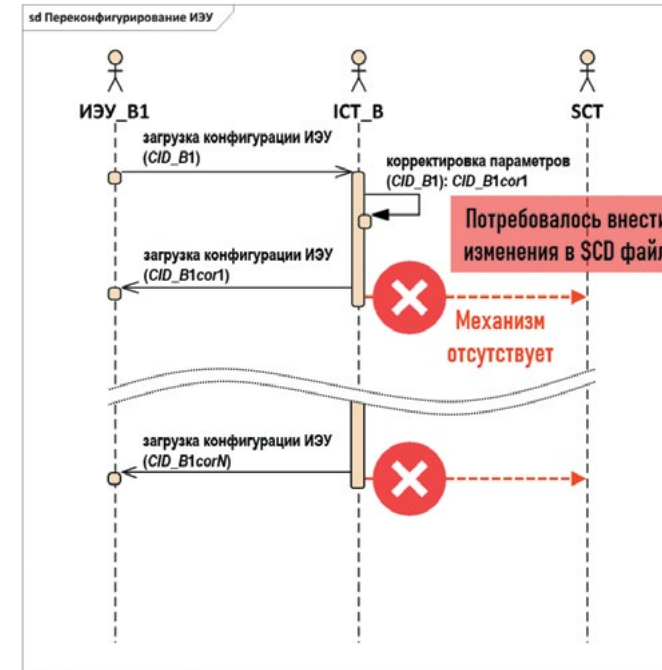 sd Переконфигурирование ИЭУ
ИЭУ_B1
ICT_B
SCT
загрузка конфигурации ИЭУ
(CID_B1)
корректировка параметров
(CID_B1): CID_B1cor1
Потребовалось внести
изменения в SCD файл
загрузка конфигурации ИЭУ
(CID_B1cor1)
Механизм
отсутствует
загрузка конфигурации ИЭУ
(CID_B1corN)